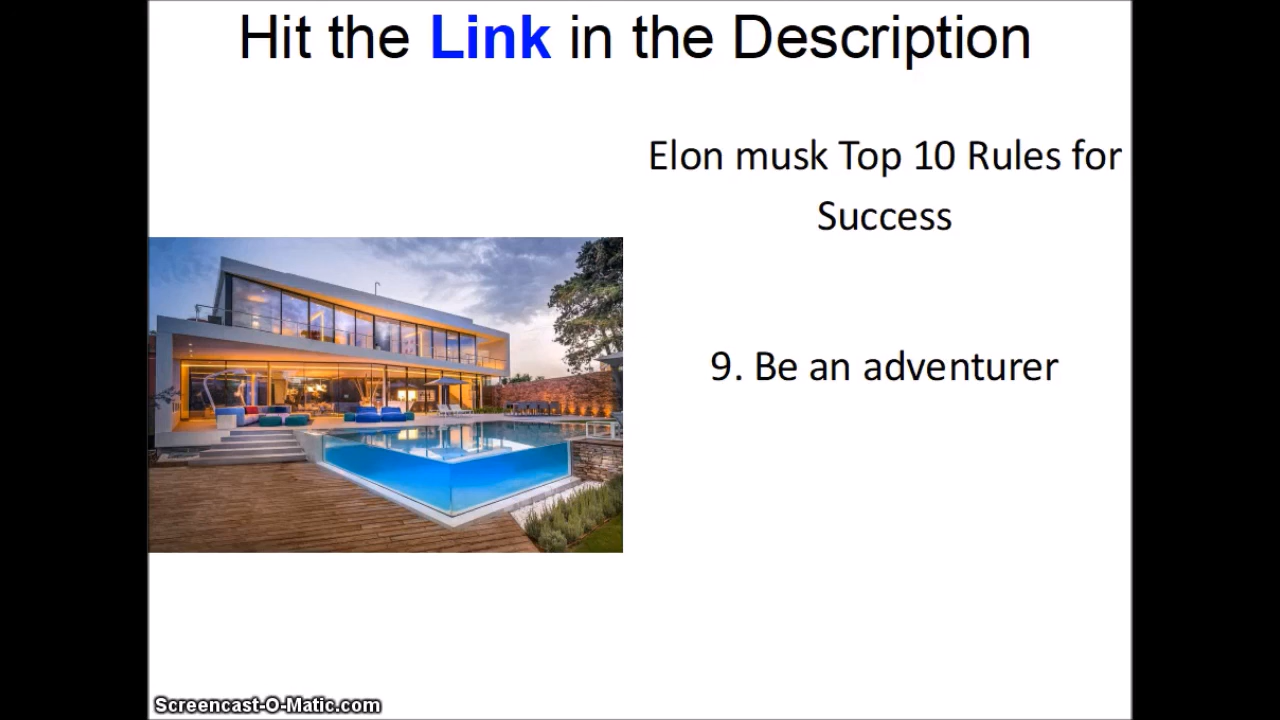 Hit the Link in the Description
Elon musk Top 10 Rules for
Success
9. Be an adventurer
Screencast-O-Matic.com